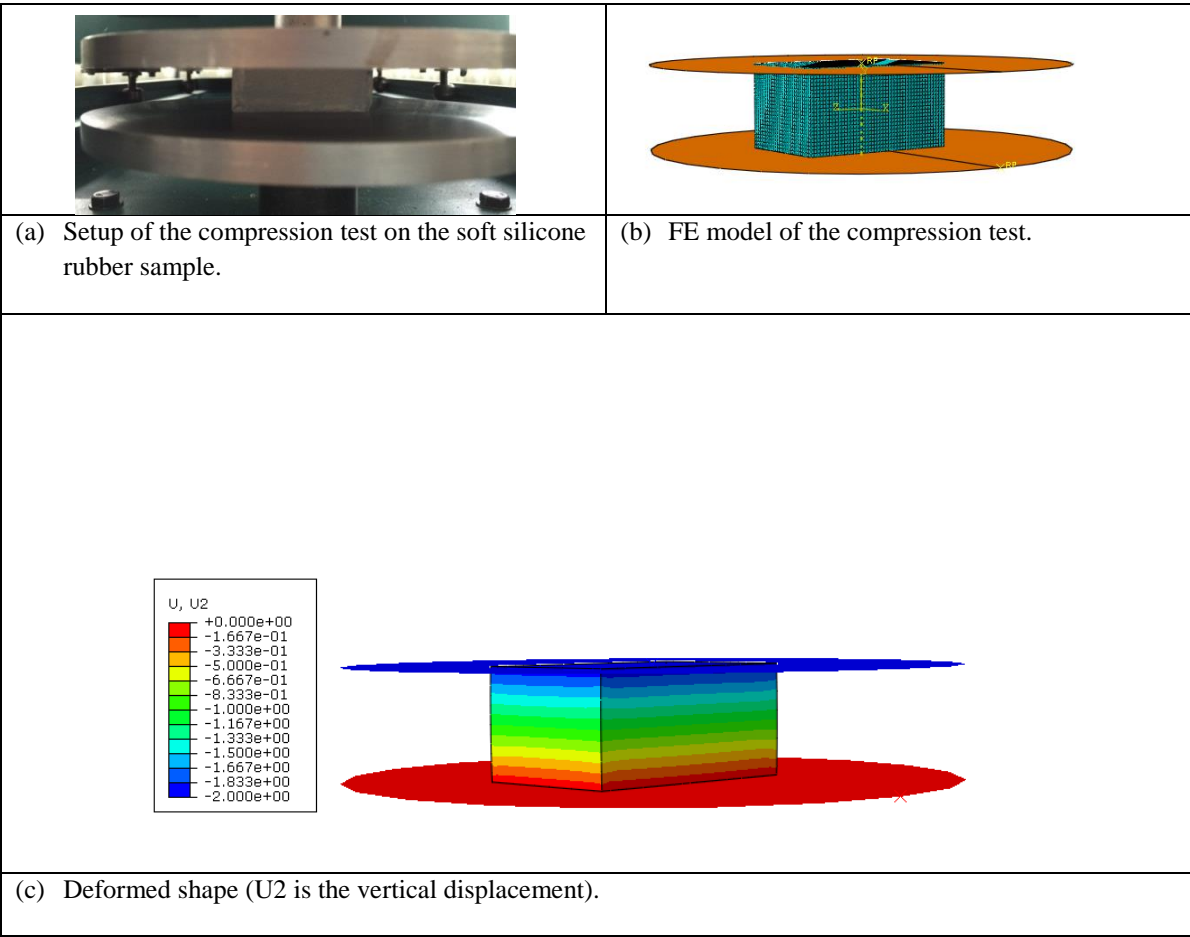 RP
Z
X
RP
(a) Setup of the compression test on the soft silicone
rubber sample.
(b) FE model of the compression test.
U, U2
+0.000e+00
-1.667e-01
-3.333e-01
-5.000e-01
-6.667e-01
-8.333e-01
-1.000e+00
-1.167e+00
-1.333e+00
-1.500e+00
-1.667e+00
-1.833e+00
-2.000e+00
(c) Deformed shape (U2 is the vertical displacement).